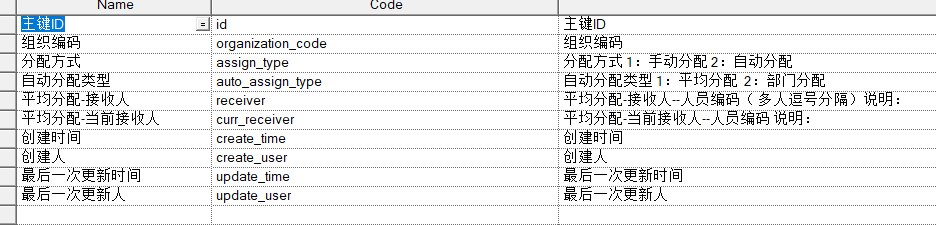 Name Code
主键ID = id 主键ID
组织编码 organization_code 组织编码
分配方式 assign_type 分配方式 1：手动分配 2：自动分配
自动分配类型 auto_assign_type 自动分配类型 1：平均分配 2：部门分配
平均分配-接收人 receiver 平均分配-接收人--人员编码（ 多人逗号分隔）说明：
平均分配-当前接收人 curr_receiver 平均分配-当前接收人--人员编码 说明：
创建时间 create_time 创建时间
创建人 create_user 创建人
最后一次更新时间 update_time 最后一次更新时间
最后一次更新人 update_user 最后一次更新人